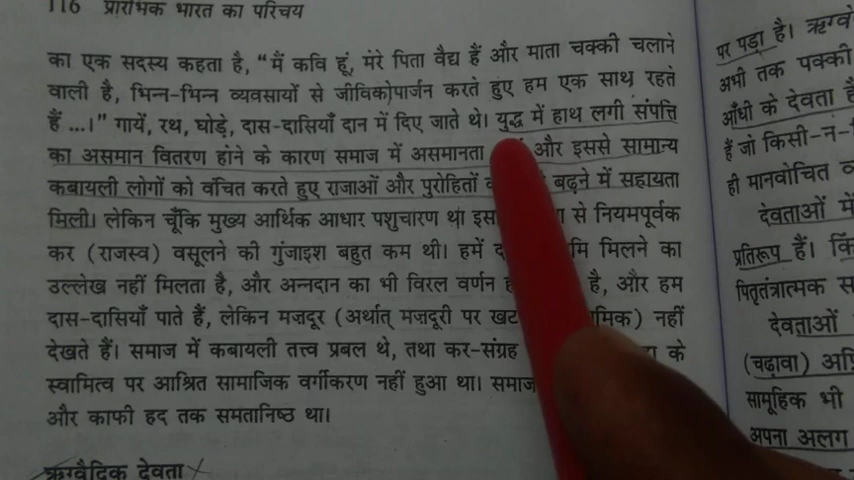 116 प्रारंभिक भारत का परिचय
का एक सदस्य कहता है, “मैं कवि हूं, मेरे पिता वैद्य हैं और माता चक्की चलाने
वाली है, भिन्न-भिन्न व्यवसायों से जीविकोपार्जन करते हुए हम एक साथ रहते
हैं ...।” गायें, रथ, घोड़े, दास-दासियाँ दान में दिए जाते थे। युद्ध में हाथ लगी संपत्ति
का असमान वितरण होने के कारण समाज में असमानता और इससे सामान्य
कबायली लोगों को वंचित करते हुए राजाओं और पुरोहितों बढ़ने में सहायता
मिली। लेकिन चूँकि मुख्य आर्थिक आधार पशुचारण था से नियमपूर्वक
कर (राजस्व) वसूलने की गुंजाइश बहुत कम थी। हमें मिलने का
उल्लेख नहीं मिलता है, और अन्नदान का भी विरल वर्णन है, और हम
दास-दासियाँ पाते हैं, लेकिन मजदूर (अर्थात् मजदूरी पर नहीं
देखते हैं। समाज में कबायली तत्त्व प्रबल थे, तथा कर-संग्रह के
स्वामित्व पर आश्रित सामाजिक वर्गीकरण नहीं हुआ था। समाज
और काफी हद तक समतानिष्ठ था।
ऋग्वैदिक देवता
पर पड़ा है। ऋग्वे
अभी तक पक्की
आँधी के देवता
हैं जो किसी-न-
ही मानवोचित
देवताओं में
प्रतिरूप हैं।
पितृतंत्रात्मक
देवताओं
(चढ़ावा)
सामूहिक भी
अपना अलग